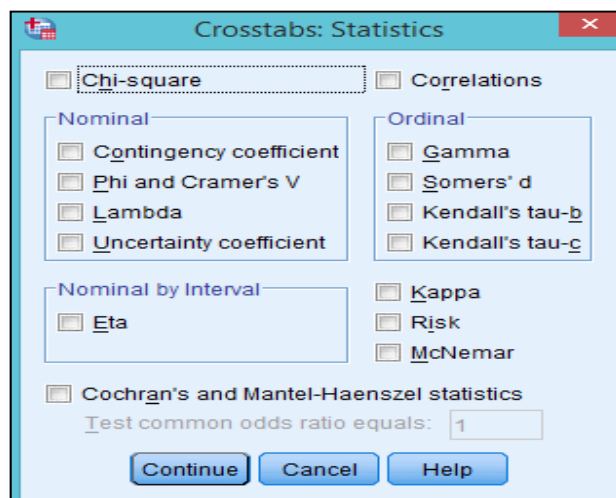 Crosstabs: Statistics
Chi-square
Correlations
Nominal
Contingency coefficient
Phi and Cramer's V
Lambda
Uncertainty coefficient
Ordinal
Gamma
Somers' d
Kendall's tau-b
Kendall's tau-c
Nominal by Interval
Eta
Kappa
Risk
McNemar
Cochran's and Mantel-Haenszel statistics
Test common odds ratio equals: 1
Continue Cancel Help